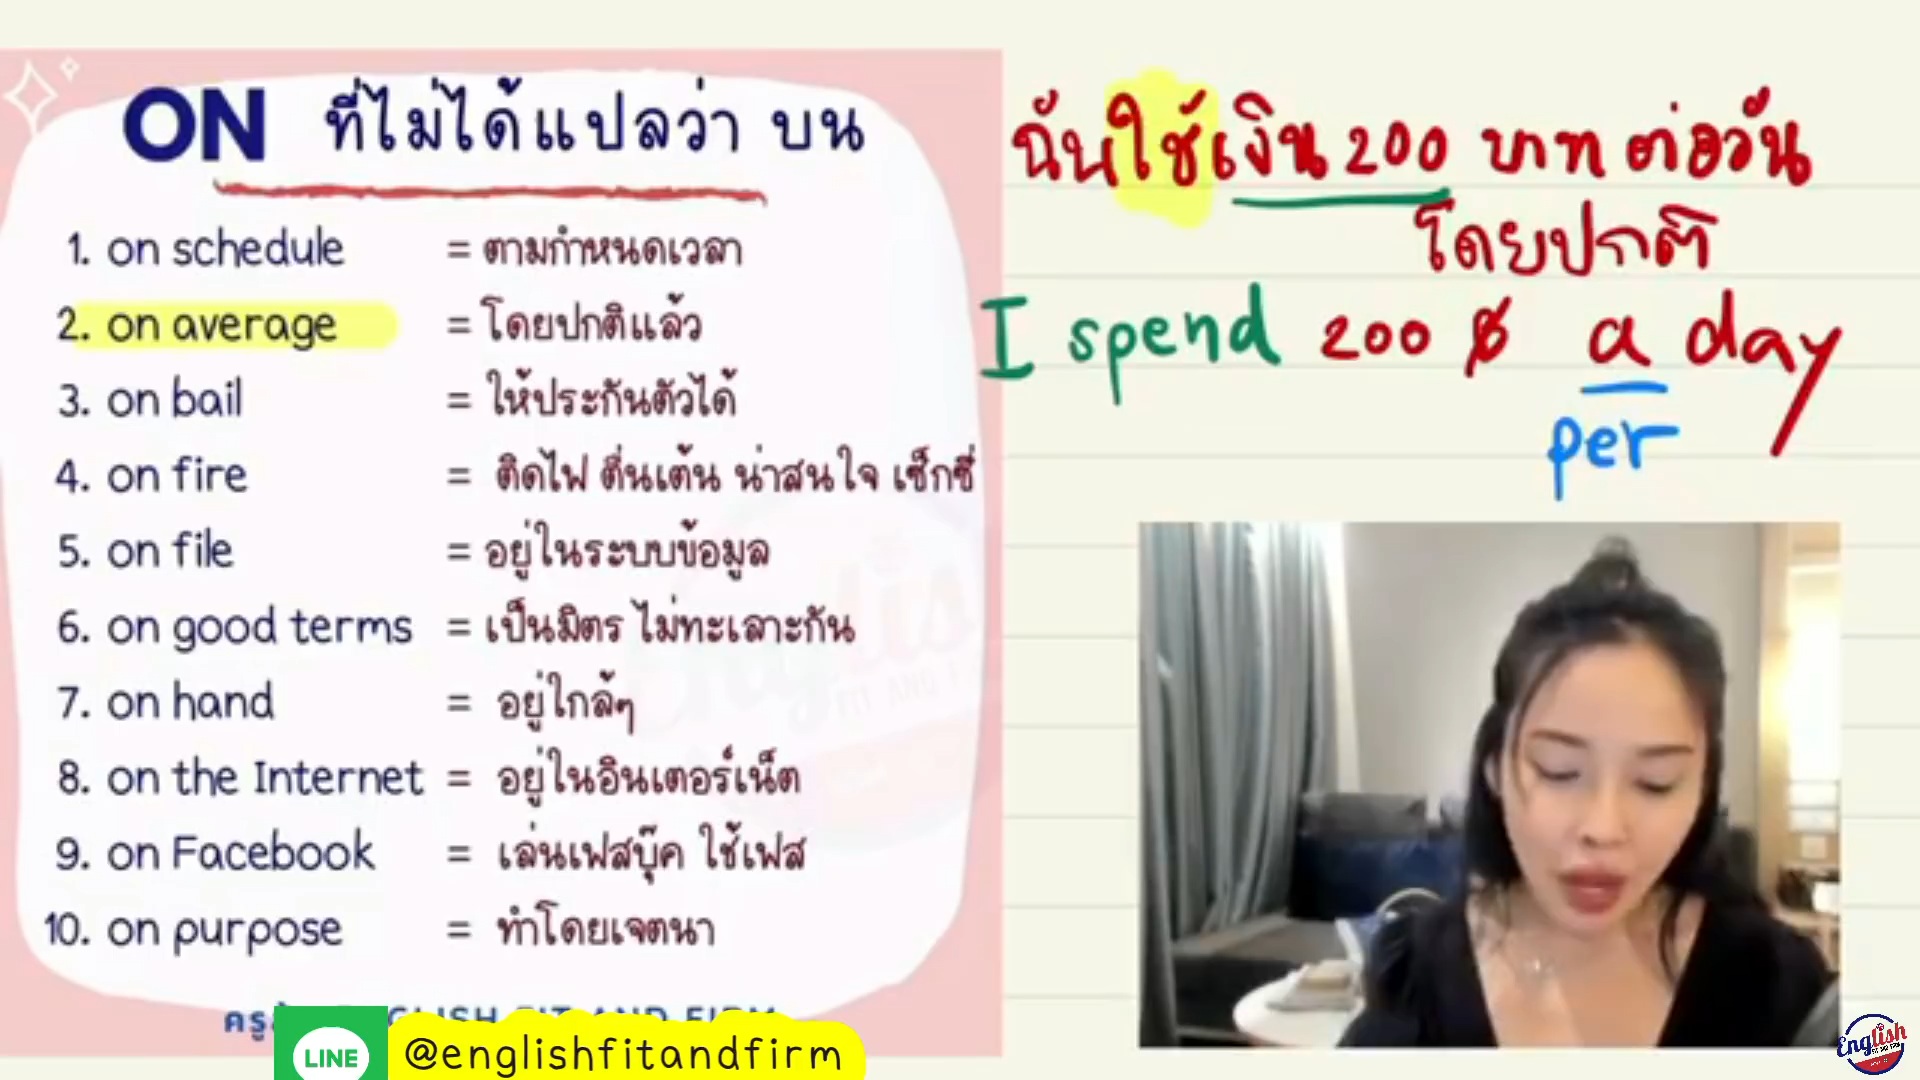 ON ที่ไม่ได้แปลว่า บน
1. on schedule = ตามกำหนดเวลา
2. on average = โดยปกติแล้ว
3. on bail = ให้ประกันตัวได้
4. on fire = ติดไฟ ตื่นเต้น น่าสนใจ เซ็กซี่
5. on file = อยู่ในระบบข้อมูล
6. on good terms = เป็นมิตร ไม่ทะเลาะกัน
7. on hand = อยู่ใกล้ๆ
8. on the Internet = อยู่ในอินเตอร์เน็ต
9. on Facebook = เล่นเฟสบุ๊ค ใช้เฟส
10. on purpose = ทำโดยเจตนา
LINE @englishfitandfirm
ฉันใช้เงิน 200 บาท ต่อวัน
โดยปกติ
I spend 200 ฿ a day
per
English
FIT AND FIRM